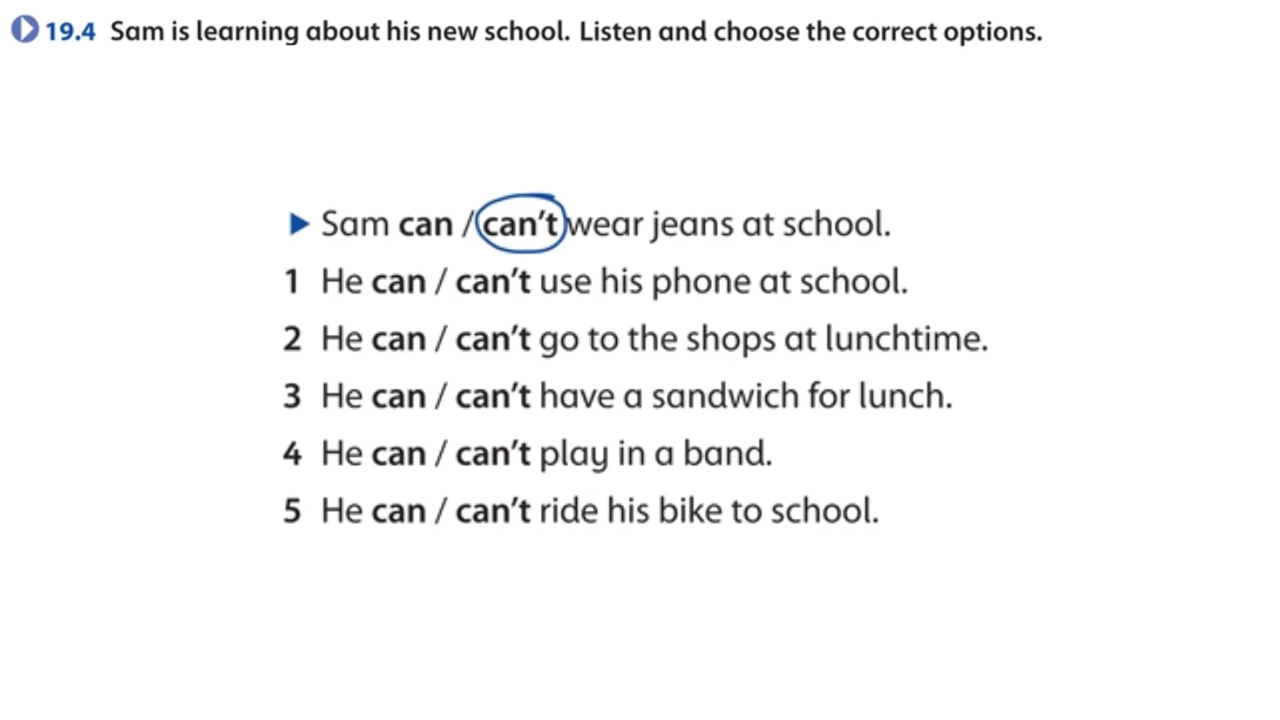 19.4 Sam is learning about his new school. Listen and choose the correct options.
Sam can / can't wear jeans at school.
1 He can / can't use his phone at school.
2 He can / can't go to the shops at lunchtime.
3 He can / can't have a sandwich for lunch.
4 He can / can't play in a band.
5 He can / can't ride his bike to school.